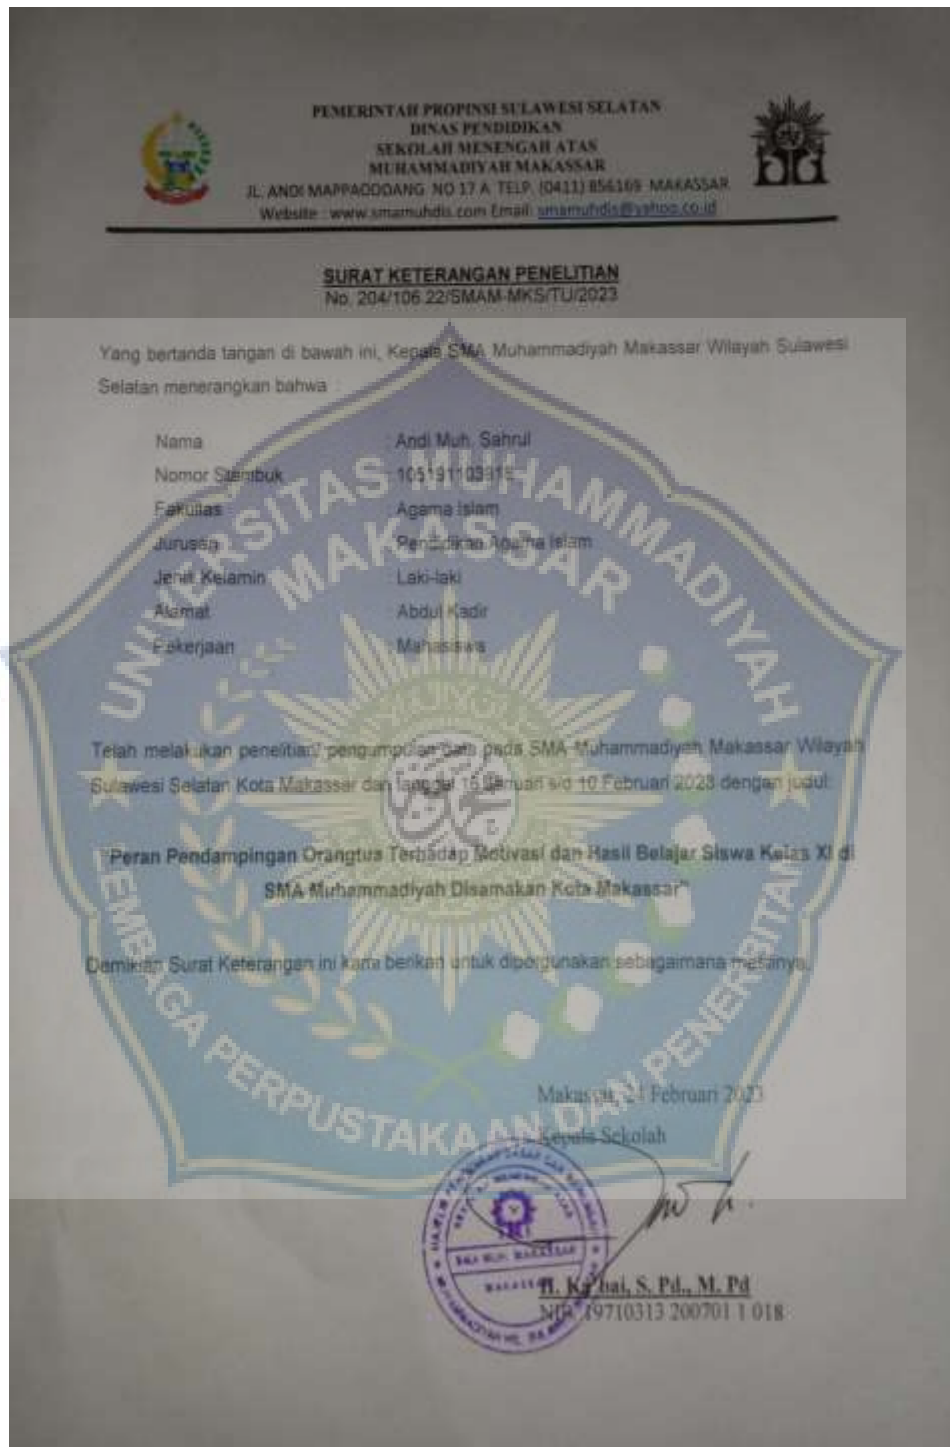 PEMERINTAH PROPINSI SULAWESI SELATAN
DINAS PENDIDIKAN
SEKOLAH MENENGAH ATAS
MUHAMMADIYAH MAKASSAR
JL. ANDI MAPPAODDANG NO 17 A TELP. (0411) 856169 MAKASSAR
Website : www.smamuhdis.com Email: smamuhdis@yahoo.co.id
SURAT KETERANGAN PENELITIAN
No. 204/106.22/SMAM-MKS/TU/2023
Yang bertanda tangan di bawah ini, Kepala SMA Muhammadiyah Makassar Wilayah Sulawesi
Selatan menerangkan bahwa :
Nama : Andi Muh. Sahrul
Nomor Stambuk :
Fakultas : Agama Islam
Jurusan : Pendidikan Agama Islam
Jenis Kelamin : Laki-laki
Alamat : Abdul Kadir
Pekerjaan : Mahasiswa
Telah melakukan penelitian/ pengumpulan data pada SMA Muhammadiyah Makassar Wilayah
Sulawesi Selatan Kota Makassar dari tanggal Januari s/d 10 Februari 2023 dengan judul:
"Peran Pendampingan Orangtua Terhadap Motivasi dan Hasil Belajar Siswa Kelas XI di
SMA Muhammadiyah Disamakan Kota Makassar"
Demikian Surat Keterangan ini kami berikan untuk dipergunakan sebagaimana mestinya.
Makassar, Februari 2023
Kepala Sekolah
SMA MUH. MAKASSAR
MAKASSAR
H. S. Pd., M. Pd
19710313 200701 1 018
UNIVERSITAS MUHAMMADIYAH
MAKASSAR
LEMBAGA PERPUSTAKAAN DAN PENERBITAN